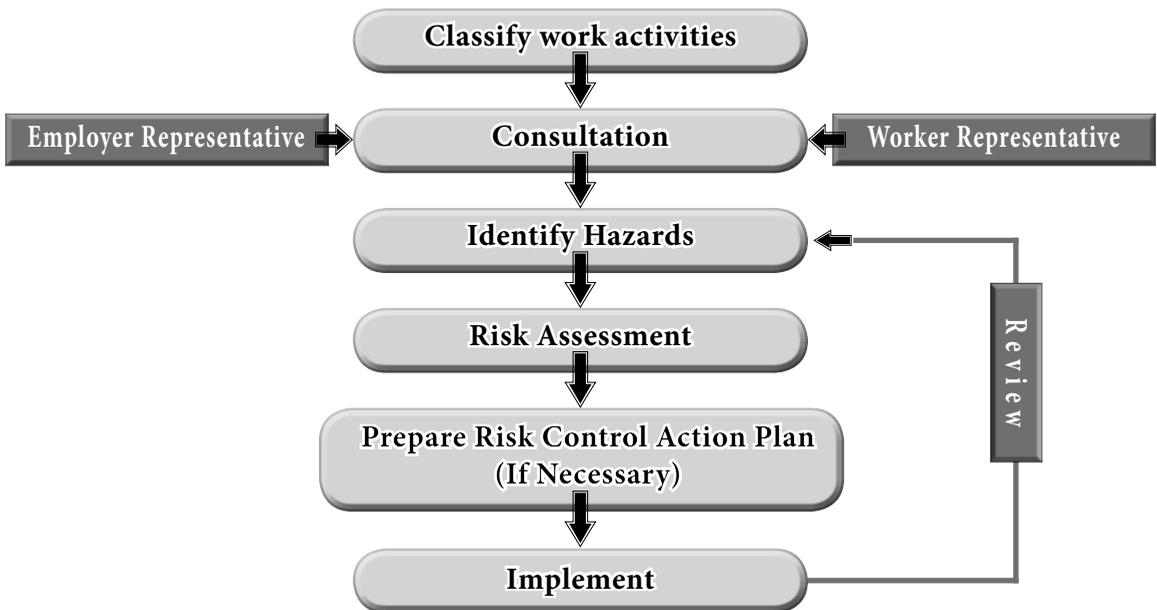 Classify work activities
Employer Representative
Consultation
Worker Representative
Identify Hazards
Risk Assessment
Review
Prepare Risk Control Action Plan
(If Necessary)
Implement